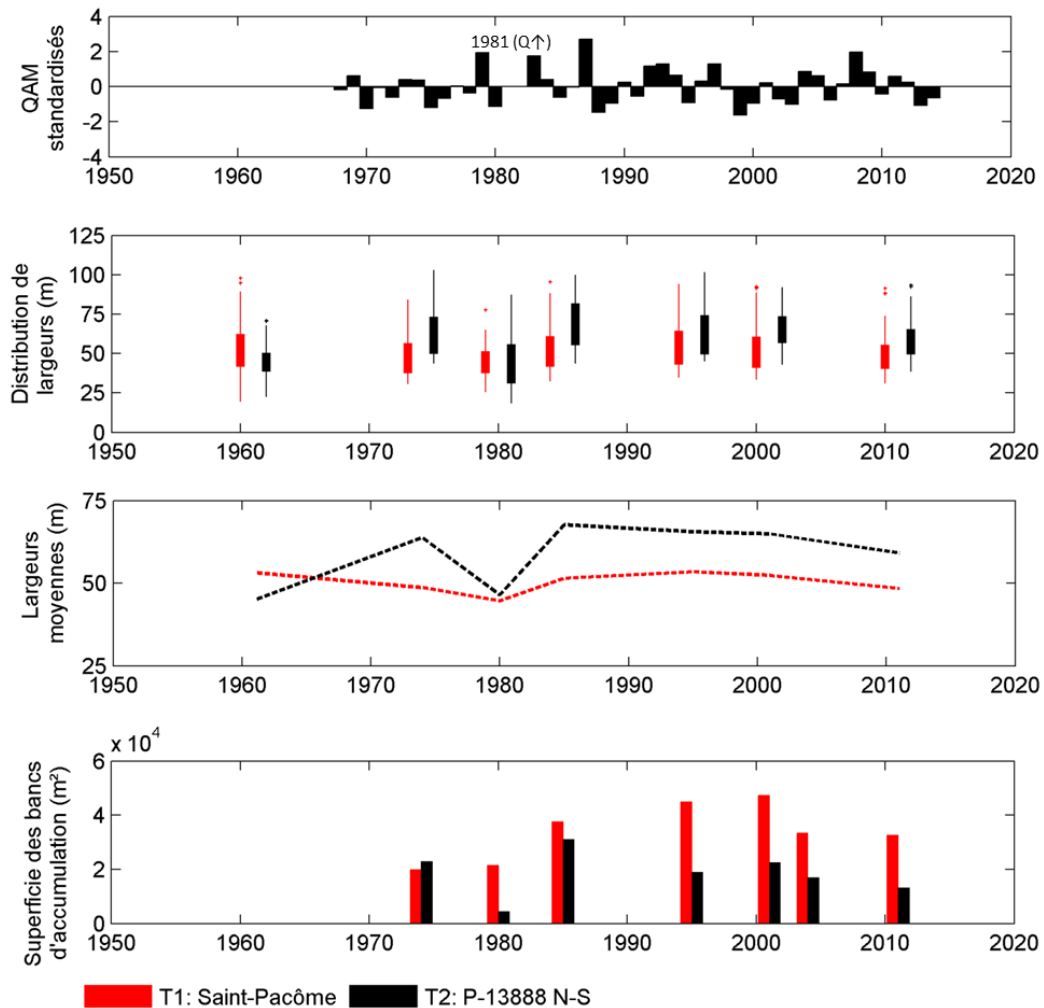 QAM
standardisés
4
2
0
-2
-4
1981 (Q↑)
1950 1960 1970 1980 1990 2000 2010 2020
Distribution de
largeurs (m)
125
100
75
50
25
0
1950 1960 1970 1980 1990 2000 2010 2020
Largeurs
moyennes (m)
75
50
25
1950 1960 1970 1980 1990 2000 2010 2020
Superficie des bancs
d'accumulation (m²)
x 10⁴
6
4
2
0
1950 1960 1970 1980 1990 2000 2010 2020
T1: Saint-Pacôme T2: P-13888 N-S